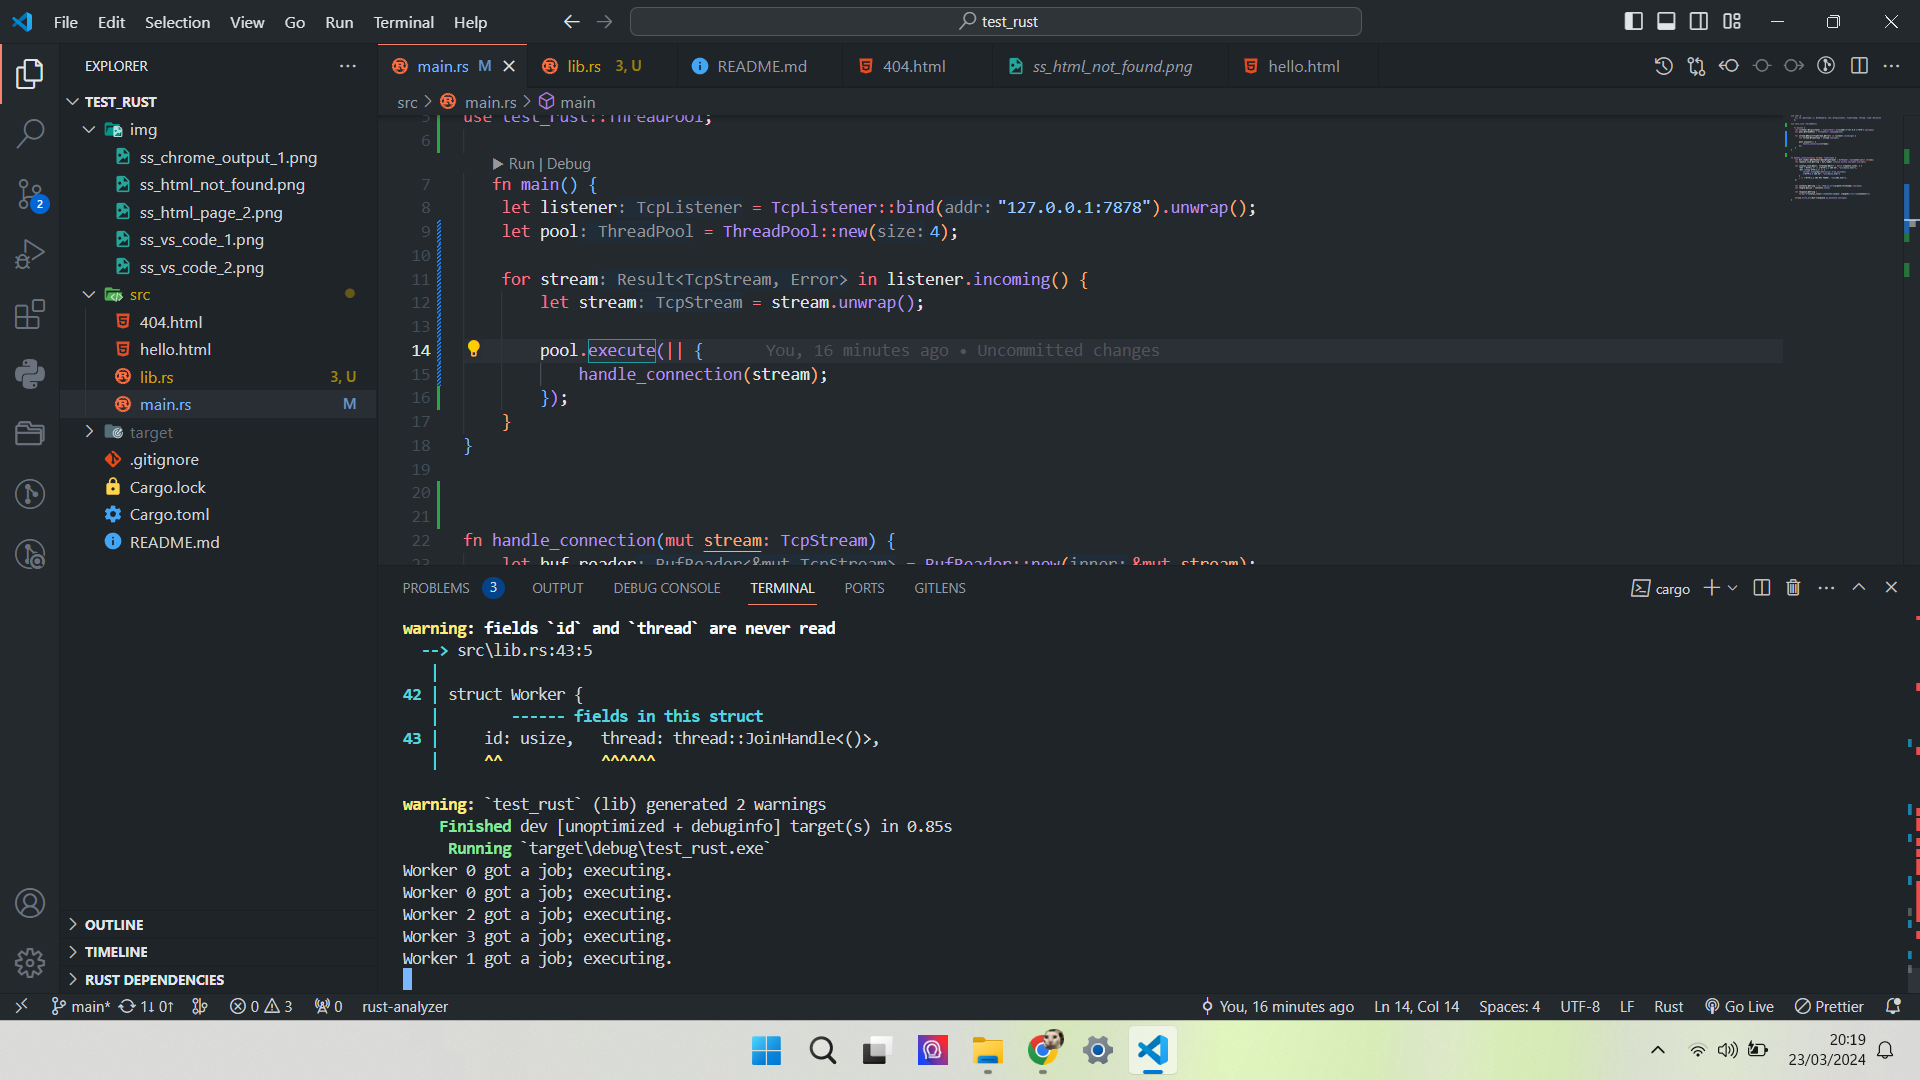 File Edit Selection View Go Run Terminal Help
test_rust
EXPLORER
TEST_RUST
img
ss_chrome_output_1.png
ss_html_not_found.png
ss_html_page_2.png
ss_vs_code_1.png
ss_vs_code_2.png
src
404.html
hello.html
lib.rs 3, U
main.rs M
target
.gitignore
Cargo.lock
Cargo.toml
README.md
OUTLINE
TIMELINE
RUST DEPENDENCIES
2
main.rs M lib.rs 3, U README.md 404.html ss_html_not_found.png hello.html
src > main.rs > main
5 use test_rust::ThreadPool;
6
Run | Debug
7 fn main() {
8 let listener: TcpListener = TcpListener::bind(addr: "127.0.0.1:7878").unwrap();
9 let pool: ThreadPool = ThreadPool::new(size: 4);
10
11 for stream: Result<TcpStream, Error> in listener.incoming() {
12 let stream: TcpStream = stream.unwrap();
13
14 pool.execute(|| { You, 16 minutes ago • Uncommitted changes
15 handle_connection(stream);
16 });
17 }
18 }
19
20
21
22 fn handle_connection(mut stream: TcpStream) {
23 let buf_reader: BufReader<&mut TcpStream> = BufReader::new(inner: &mut stream);
PROBLEMS 3 OUTPUT DEBUG CONSOLE TERMINAL PORTS GITLENS
cargo
warning: fields `id` and `thread` are never read
--> src\lib.rs:43:5
|
42 | struct Worker {
| ------ fields in this struct
43 | id: usize, thread: thread::JoinHandle<()>,
| ^^ ^^^^^^
warning: `test_rust` (lib) generated 2 warnings
Finished dev [unoptimized + debuginfo] target(s) in 0.85s
Running `target\debug\test_rust.exe`
Worker 0 got a job; executing.
Worker 0 got a job; executing.
Worker 2 got a job; executing.
Worker 3 got a job; executing.
Worker 1 got a job; executing.
main* 1↓ 0↑ 0 3 0 rust-analyzer
You, 16 minutes ago Ln 14, Col 14 Spaces: 4 UTF-8 LF Rust Go Live Prettier
20:19
23/03/2024